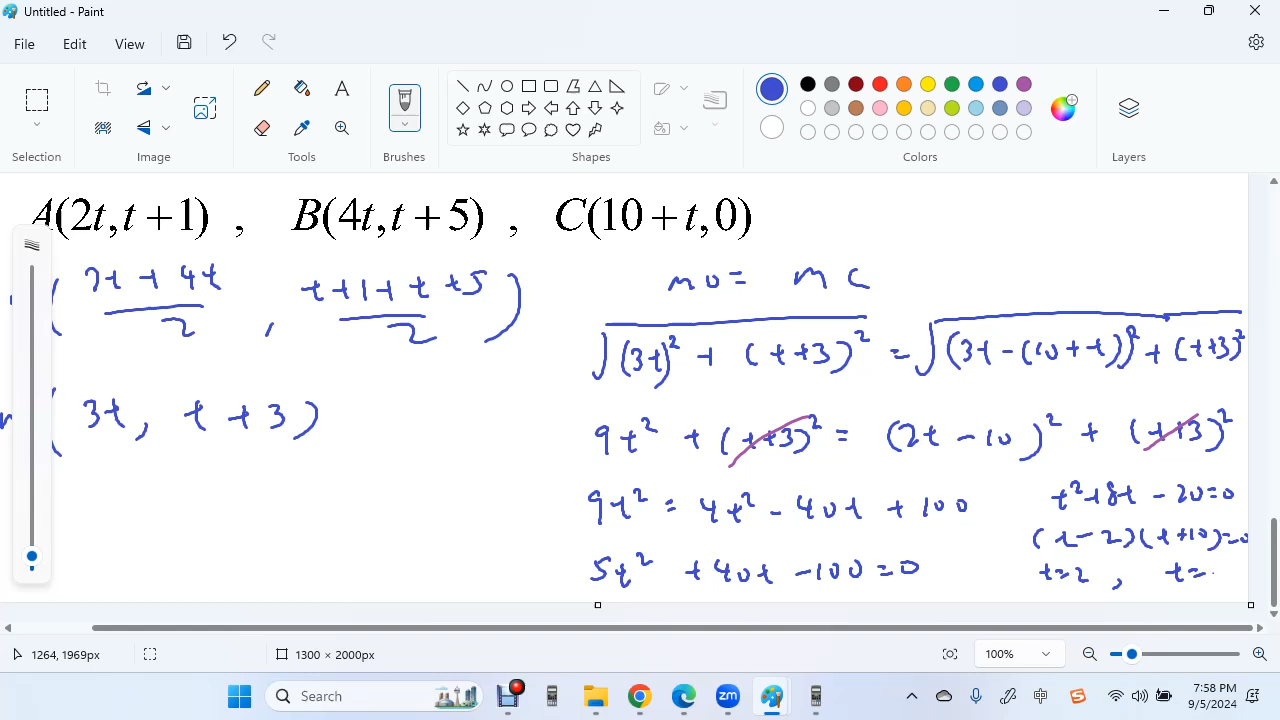 Untitled - Paint
File Edit View
Selection Image Tools Brushes Shapes Colors Layers
A(2t, t + 1) , B(4t, t + 5) , C(10 + t, 0)
( 2t + 4t / 2 , t + 1 + t + 5 / 2 )
MO = MC
√(3t)² + (t+3)² = √(3t - (10 + t))² + (t+3)²
M( 3t, t + 3)
9t² + (t+3)² = (2t - 10)² + (t+3)²
9t² = 4t² - 40t + 100
t² + 8t - 20 = 0
(t - 2)(t + 10) = 0
5t² + 40t - 100 = 0
t = 2 , t =
1264, 1969px
1300 × 2000px
100%
Search
zm
中
7:58 PM
9/5/2024